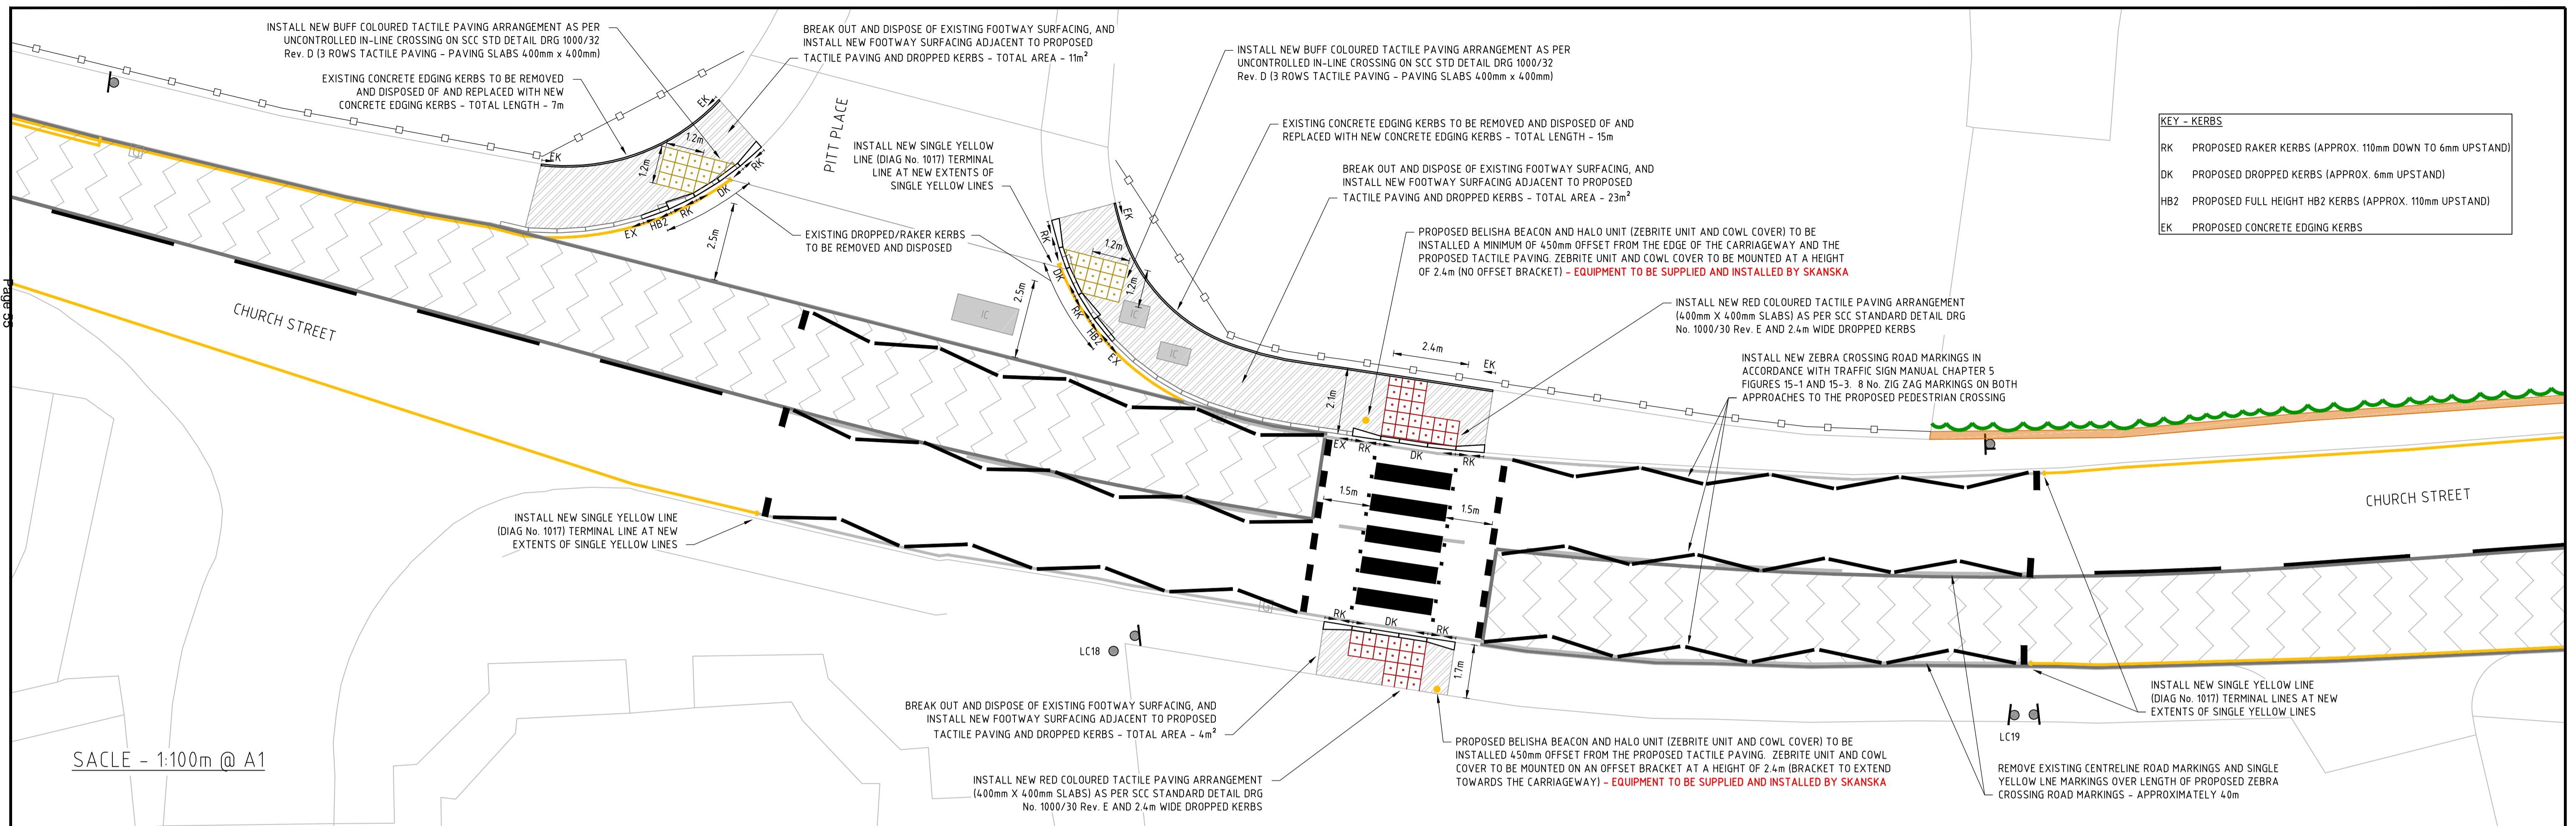 INSTALL NEW BUFF COLOURED TACTILE PAVING ARRANGEMENT AS PER
UNCONTROLLED IN-LINE CROSSING ON SCC STD DETAIL DRG 1000/32
Rev. D (3 ROWS TACTILE PAVING - PAVING SLABS 400mm x 400mm)
EXISTING CONCRETE EDGING KERBS TO BE REMOVED
AND DISPOSED OF AND REPLACED WITH NEW
CONCRETE EDGING KERBS - TOTAL LENGTH - 7m
BREAK OUT AND DISPOSE OF EXISTING FOOTWAY SURFACING, AND
INSTALL NEW FOOTWAY SURFACING ADJACENT TO PROPOSED
TACTILE PAVING AND DROPPED KERBS - TOTAL AREA - 11m²
INSTALL NEW BUFF COLOURED TACTILE PAVING ARRANGEMENT AS PER
UNCONTROLLED IN-LINE CROSSING ON SCC STD DETAIL DRG 1000/32
Rev. D (3 ROWS TACTILE PAVING - PAVING SLABS 400mm x 400mm)
PITT PLACE
INSTALL NEW SINGLE YELLOW
LINE (DIAG No. 1017) TERMINAL
LINE AT NEW EXTENTS OF
SINGLE YELLOW LINES
EXISTING CONCRETE EDGING KERBS TO BE REMOVED AND DISPOSED OF AND
REPLACED WITH NEW CONCRETE EDGING KERBS - TOTAL LENGTH - 15m
BREAK OUT AND DISPOSE OF EXISTING FOOTWAY SURFACING, AND
INSTALL NEW FOOTWAY SURFACING ADJACENT TO PROPOSED
TACTILE PAVING AND DROPPED KERBS - TOTAL AREA - 23m²
KEY - KERBS
RK PROPOSED RAKER KERBS (APPROX. 110mm DOWN TO 6mm UPSTAND)
DK PROPOSED DROPPED KERBS (APPROX. 6mm UPSTAND)
HB2 PROPOSED FULL HEIGHT HB2 KERBS (APPROX. 110mm UPSTAND)
EK PROPOSED CONCRETE EDGING KERBS
EK
EK
1.2m
1.2m
RK
DK
RK
HB2
EX
2.5m
EXISTING DROPPED/RAKER KERBS
TO BE REMOVED AND DISPOSED
RK
EK
1.2m
1.2m
DK
RK
HB2
EX
2.5m
IC
IC
IC
PROPOSED BELISHA BEACON AND HALO UNIT (ZEBRITE UNIT AND COWL COVER) TO BE
INSTALLED A MINIMUM OF 450mm OFFSET FROM THE EDGE OF THE CARRIAGEWAY AND THE
PROPOSED TACTILE PAVING. ZEBRITE UNIT AND COWL COVER TO BE MOUNTED AT A HEIGHT
OF 2.4m (NO OFFSET BRACKET) - EQUIPMENT TO BE SUPPLIED AND INSTALLED BY SKANSKA
INSTALL NEW RED COLOURED TACTILE PAVING ARRANGEMENT
(400mm X 400mm SLABS) AS PER SCC STANDARD DETAIL DRG
No. 1000/30 Rev. E AND 2.4m WIDE DROPPED KERBS
INSTALL NEW ZEBRA CROSSING ROAD MARKINGS IN
ACCORDANCE WITH TRAFFIC SIGN MANUAL CHAPTER 5
FIGURES 15-1 AND 15-3. 8 No. ZIG ZAG MARKINGS ON BOTH
APPROACHES TO THE PROPOSED PEDESTRIAN CROSSING
Page 55
CHURCH STREET
2.4m
EK
2.1m
EX
RK
DK
RK
1.5m
1.5m
CHURCH STREET
INSTALL NEW SINGLE YELLOW LINE
(DIAG No. 1017) TERMINAL LINE AT NEW
EXTENTS OF SINGLE YELLOW LINES
RK
DK
RK
1.7m
LC18
BREAK OUT AND DISPOSE OF EXISTING FOOTWAY SURFACING, AND
INSTALL NEW FOOTWAY SURFACING ADJACENT TO PROPOSED
TACTILE PAVING AND DROPPED KERBS - TOTAL AREA - 4m²
INSTALL NEW RED COLOURED TACTILE PAVING ARRANGEMENT
(400mm X 400mm SLABS) AS PER SCC STANDARD DETAIL DRG
No. 1000/30 Rev. E AND 2.4m WIDE DROPPED KERBS
PROPOSED BELISHA BEACON AND HALO UNIT (ZEBRITE UNIT AND COWL COVER) TO BE
INSTALLED 450mm OFFSET FROM THE PROPOSED TACTILE PAVING. ZEBRITE UNIT AND COWL
COVER TO BE MOUNTED ON AN OFFSET BRACKET AT A HEIGHT OF 2.4m (BRACKET TO EXTEND
TOWARDS THE CARRIAGEWAY) - EQUIPMENT TO BE SUPPLIED AND INSTALLED BY SKANSKA
INSTALL NEW SINGLE YELLOW LINE
(DIAG No. 1017) TERMINAL LINES AT NEW
EXTENTS OF SINGLE YELLOW LINES
LC19
REMOVE EXISTING CENTRELINE ROAD MARKINGS AND SINGLE
YELLOW LNE MARKINGS OVER LENGTH OF PROPOSED ZEBRA
CROSSING ROAD MARKINGS - APPROXIMATELY 40m
SACLE - 1:100m @ A1